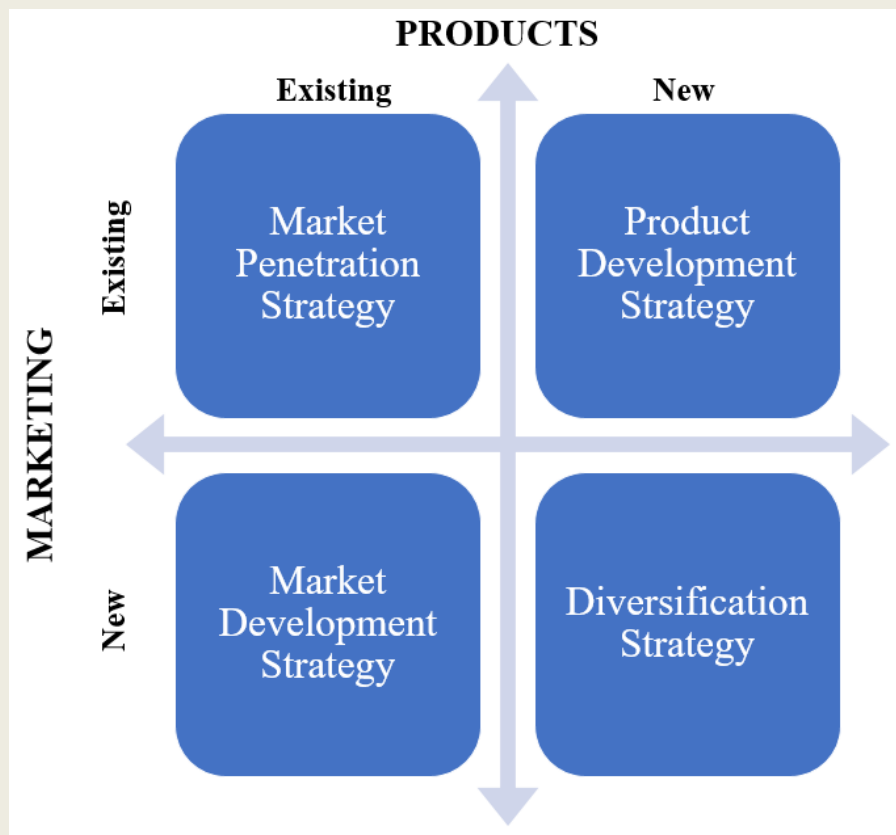 PRODUCTS
Existing
New
MARKETING
Existing
Market
Penetration
Strategy
Product
Development
Strategy
New
Market
Development
Strategy
Diversification
Strategy